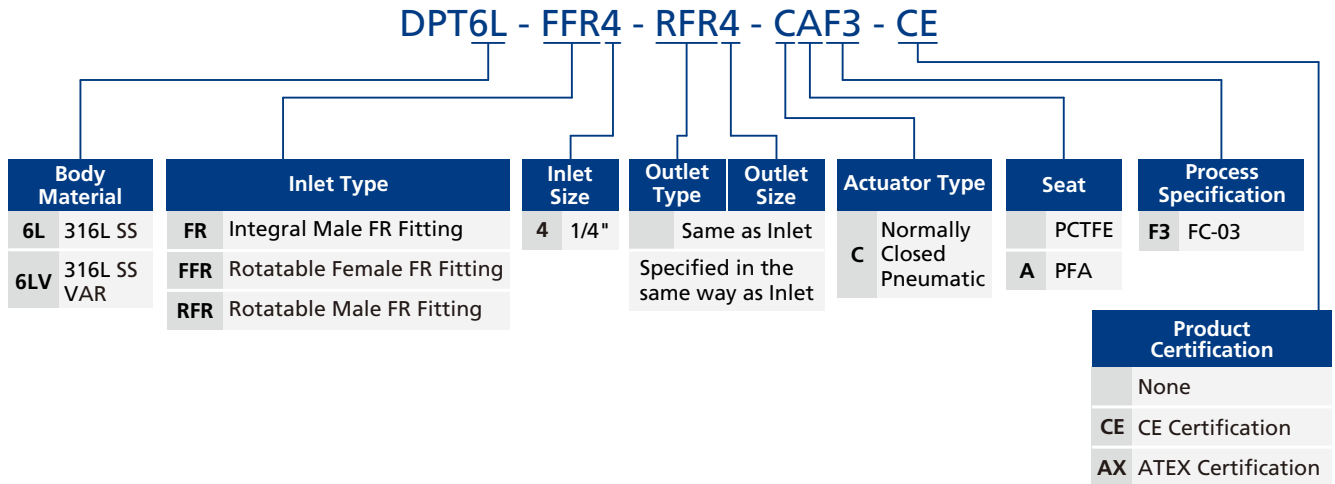 DPT6L - FFR4 - RFR4 - CAF3 - CE
Body
Material
6L 316L SS
6LV 316L SS
VAR
Inlet Type
FR Integral Male FR Fitting
FFR Rotatable Female FR Fitting
RFR Rotatable Male FR Fitting
Inlet
Size
4 1/4"
Outlet
Type
Outlet
Size
Same as Inlet
Specified in the
same way as Inlet
Actuator Type
C Normally
Closed
Pneumatic
Seat
PCTFE
A PFA
Process
Specification
F3 FC-03
Product
Certification
None
CE CE Certification
AX ATEX Certification